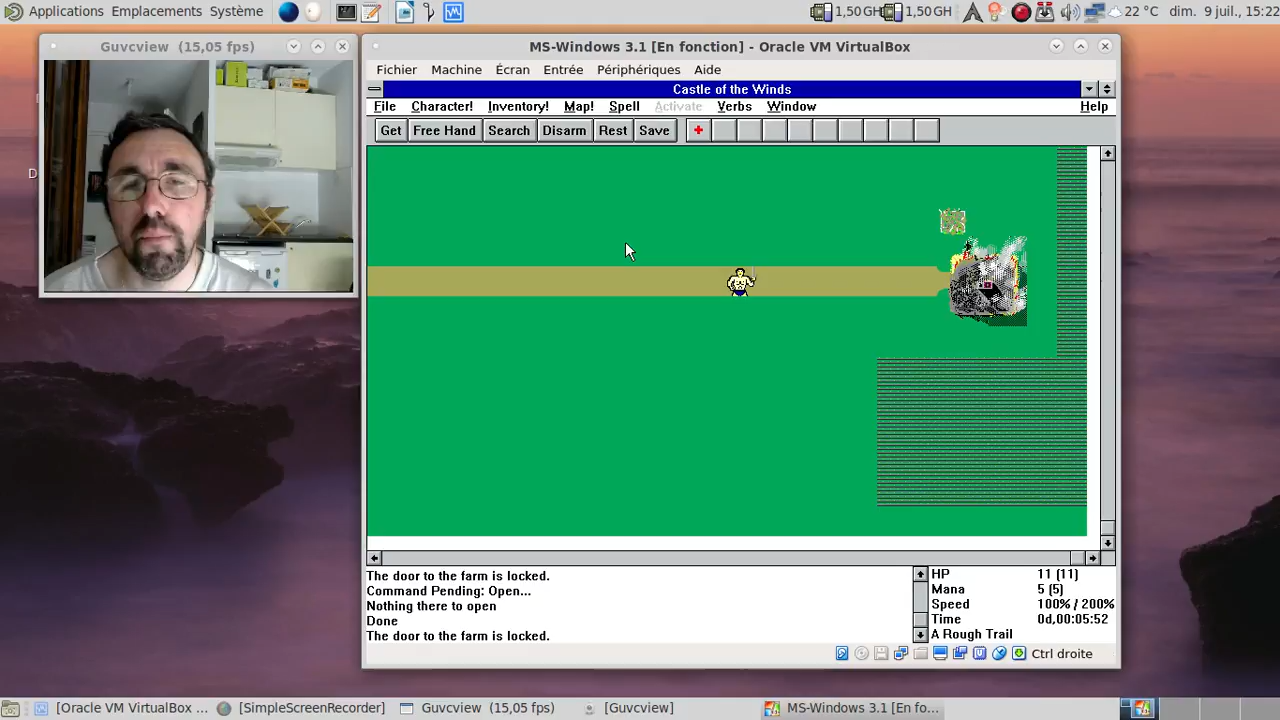 Applications Emplacements Système 1,50 GH 1,50 GH 22 °C dim. 9 juil., 15:22
Guvcview (15,05 fps)
MS-Windows 3.1 [En fonction] - Oracle VM VirtualBox
Fichier Machine Écran Entrée Périphériques Aide
Castle of the Winds
File Character! Inventory! Map! Spell Activate Verbs Window Help
Get Free Hand Search Disarm Rest Save
D
The door to the farm is locked.
Command Pending: Open...
Nothing there to open
Done
The door to the farm is locked.
HP 11 (11)
Mana 5 (5)
Speed 100% / 200%
Time 0d,00:05:52
A Rough Trail
Ctrl droite
[Oracle VM VirtualBox ... [SimpleScreenRecorder] Guvcview (15,05 fps) [Guvcview] MS-Windows 3.1 [En fo...